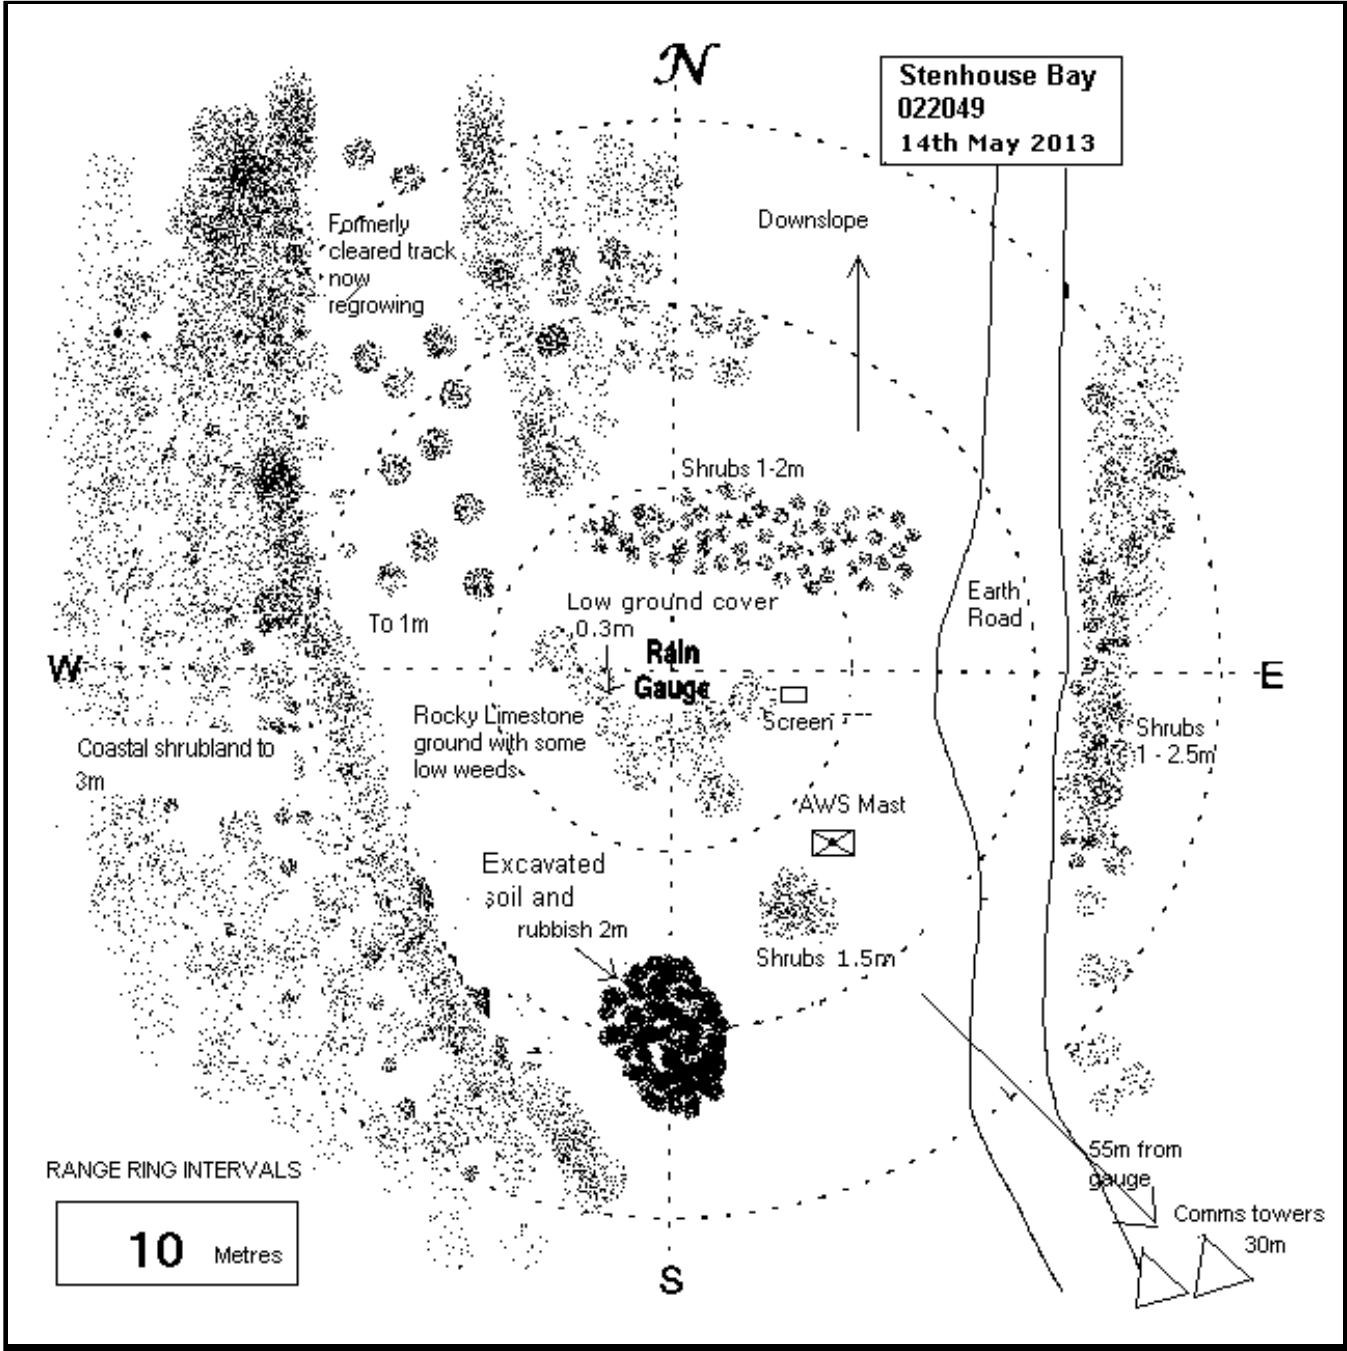 N
Stenhouse Bay
022049
14th May 2013
Formerly
cleared track
now
regrowing
Downslope
Shrubs 1-2m
Earth
Road
Low ground cover
0.3m
To 1m
Rain
Gauge
W
E
Screen
Rocky Limestone
ground with some
low weeds
Coastal shrubland to
3m
Shrubs
1 - 2.5m
AWS Mast
Excavated
soil and
rubbish 2m
Shrubs 1.5m
55m from
gauge
RANGE RING INTERVALS
10 Metres
Comms towers
30m
S